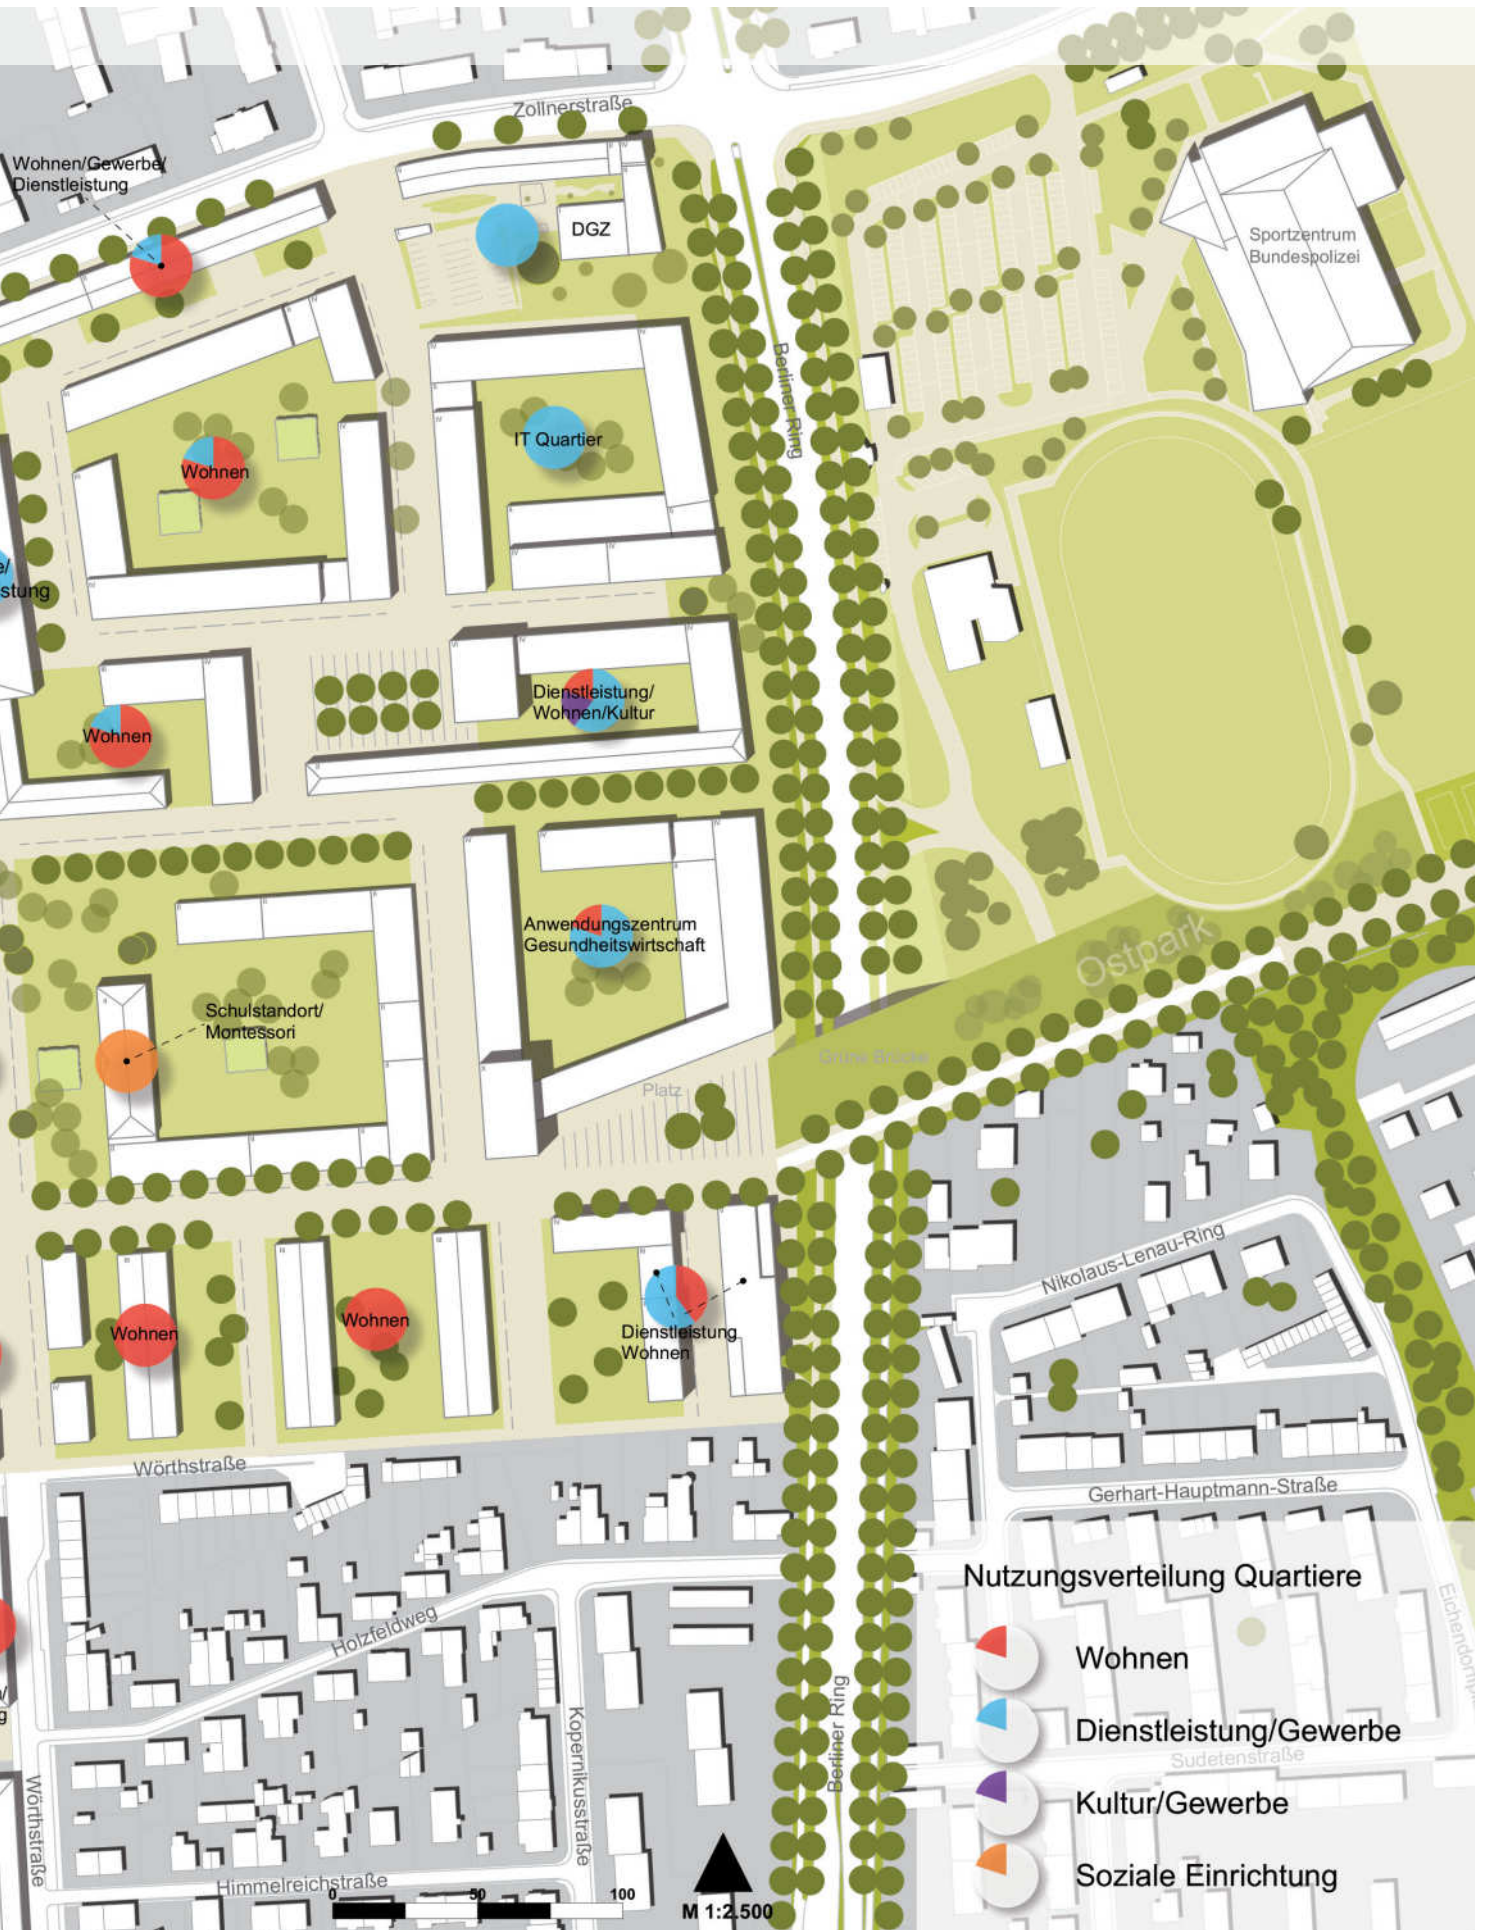 Zollnerstraße
Wohnen/Gewerbe/
Dienstleistung
DGZ
Sportzentrum
Bundespolizei
Berliner Ring
IT Quartier
Wohnen
e/
stung
Dienstleistung/
Wohnen/Kultur
Wohnen
Anwendungszentrum
Gesundheitswirtschaft
Ostpark
Schulstandort/
Montessori
Grüne Brücke
Platz
Nikolaus-Lenau-Ring
Wohnen
Wohnen
Dienstleistung
Wohnen
Wörthstraße
Gerhart-Hauptmann-Straße
Nutzungsverteilung Quartiere
Wohnen
Dienstleistung/Gewerbe
Kultur/Gewerbe
Soziale Einrichtung
Holzfeldweg
Kopernikusstraße
Berliner Ring
Sudetenstraße
Wörthstraße
Himmelreichstraße
0 50 100
M 1:2.500